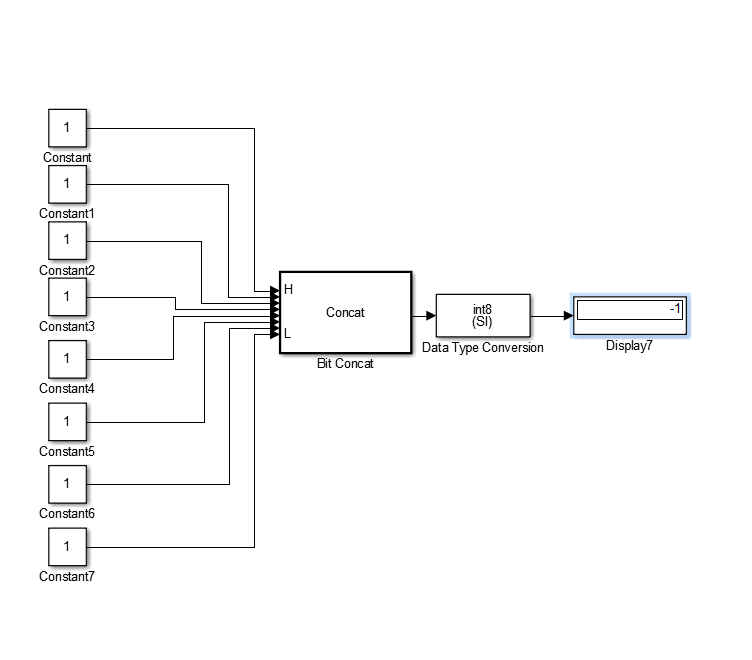 1
Constant
1
Constant1
1
Constant2
1
Constant3
1
Constant4
1
Constant5
1
Constant6
1
Constant7
H
Concat
L
Bit Concat
int8
(SI)
Data Type Conversion
-1
Display7